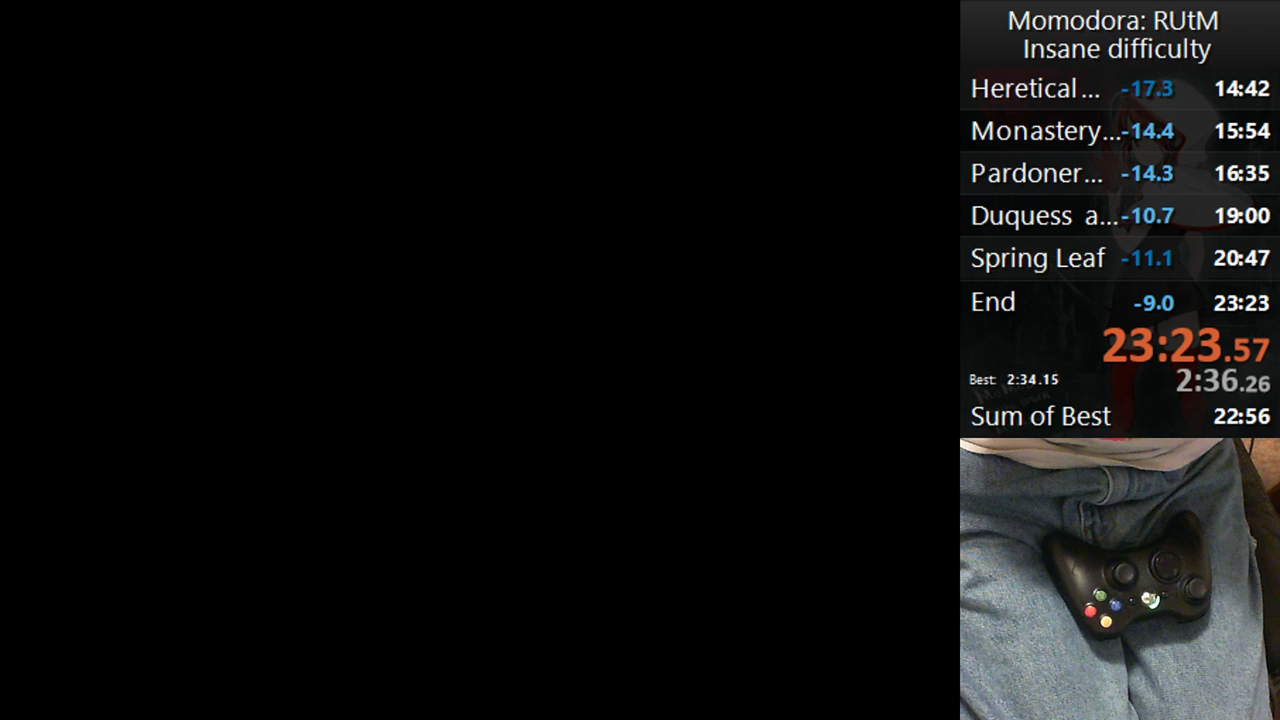 Momodora: RUtM
Insane difficulty
Heretical ... -17.3 14:42
Monastery... -14.4 15:54
Pardoner ... -14.3 16:35
Duquess a... -10.7 19:00
Spring Leaf -11.1 20:47
End -9.0 23:23
23:23.57
Best: 2:34.15 2:36.26
Sum of Best 22:56